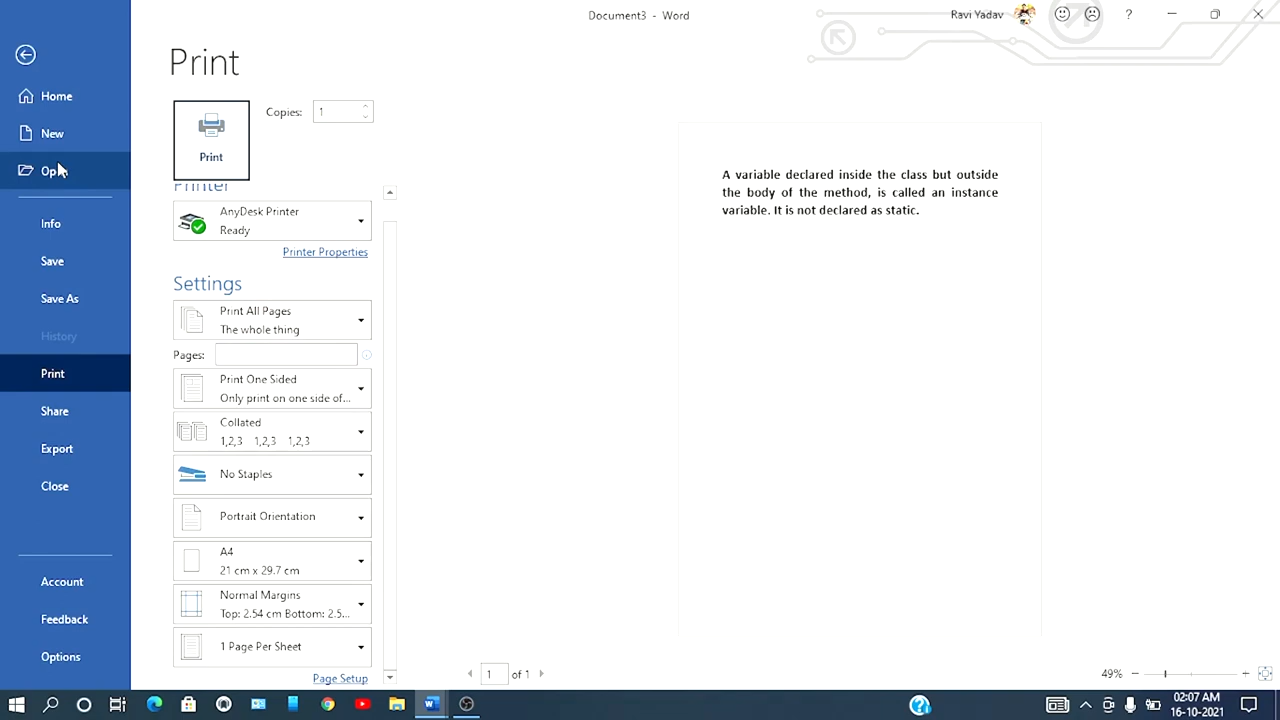 Document3 - Word
Ravi Yadav
?
Print
Home
New
Info
Save
Save As
History
Print
Share
Export
Close
Account
Feedback
Options
Print
Copies: 1
Printer
AnyDesk Printer
Ready
Printer Properties
Settings
Print All Pages
The whole thing
Pages:
Print One Sided
Only print on one side of...
Collated
1,2,3 1,2,3 1,2,3
No Staples
Portrait Orientation
A4
21 cm x 29.7 cm
Normal Margins
Top: 2.54 cm Bottom: 2.5...
1 Page Per Sheet
Page Setup
A variable declared inside the class but outside
the body of the method, is called an instance
variable. It is not declared as static.
1 of 1
49%
02:07 AM
16-10-2021